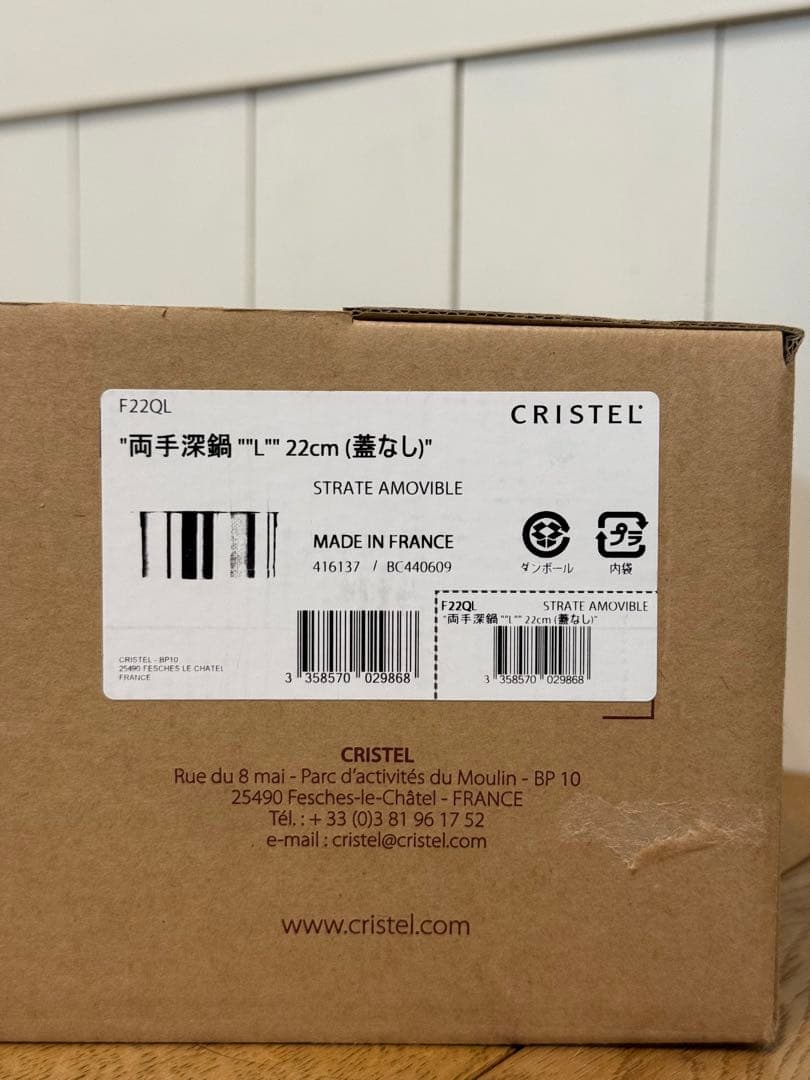 F22QL
CRISTEL
"両手深鍋 ""L"" 22cm (蓋なし)"
STRATE AMOVIBLE
MADE IN FRANCE
416137 / BC440609
ダンボール
プラ
内袋
F22QL STRATE AMOVIBLE
"両手深鍋 ""L"" 22cm (蓋なし)"
3 358570 029868
3 358570 029868
CRISTEL - BP10
25490 FESCHES LE CHATEL
FRANCE
CRISTEL
Rue du 8 mai - Parc d'activités du Moulin - BP 10
25490 Fesches-le-Châtel - FRANCE
Tél. : + 33 (0)3 81 96 17 52
e-mail : cristel@cristel.com
www.cristel.com